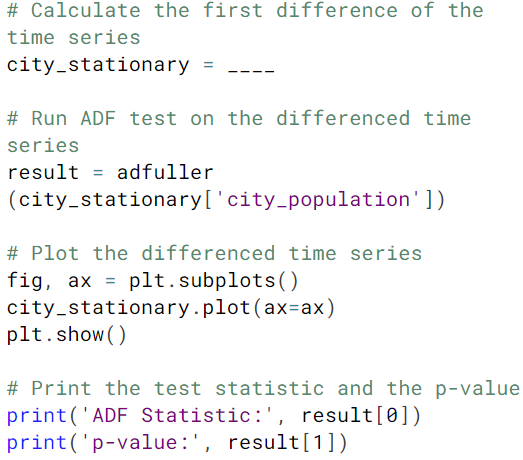 # Calculate the first difference of the
time series
city_stationary = ____
# Run ADF test on the differenced time
series
result = adfuller
(city_stationary['city_population'])
# Plot the differenced time series
fig, ax = plt.subplots()
city_stationary.plot(ax=ax)
plt.show()
# Print the test statistic and the p-value
print('ADF Statistic:', result[0])
print('p-value:', result[1])